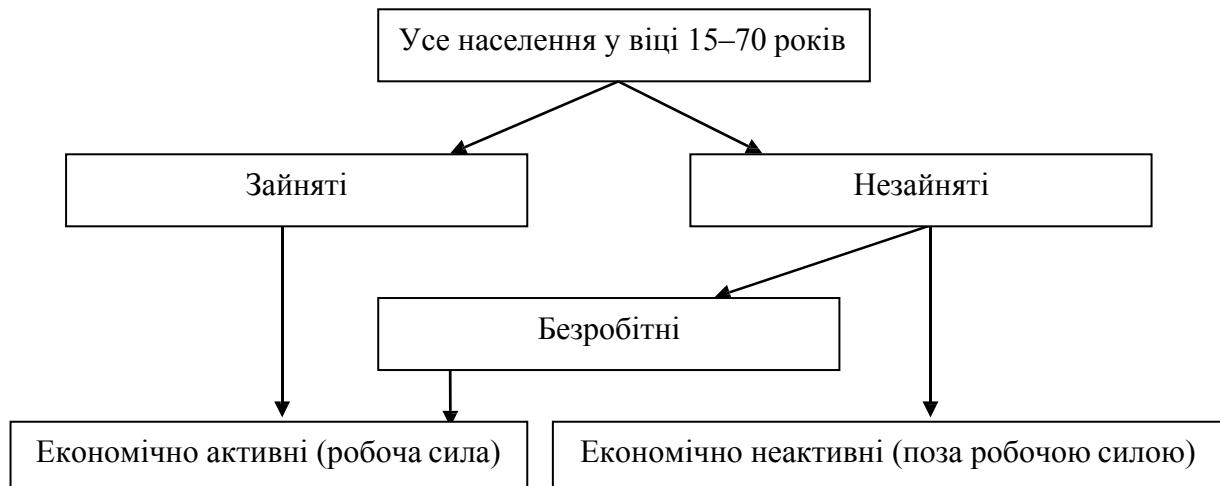 Усе населення у віці 15–70 років
Зайняті
Незайняті
Безробітні
Економічно активні (робоча сила)
Економічно неактивні (поза робочою силою)